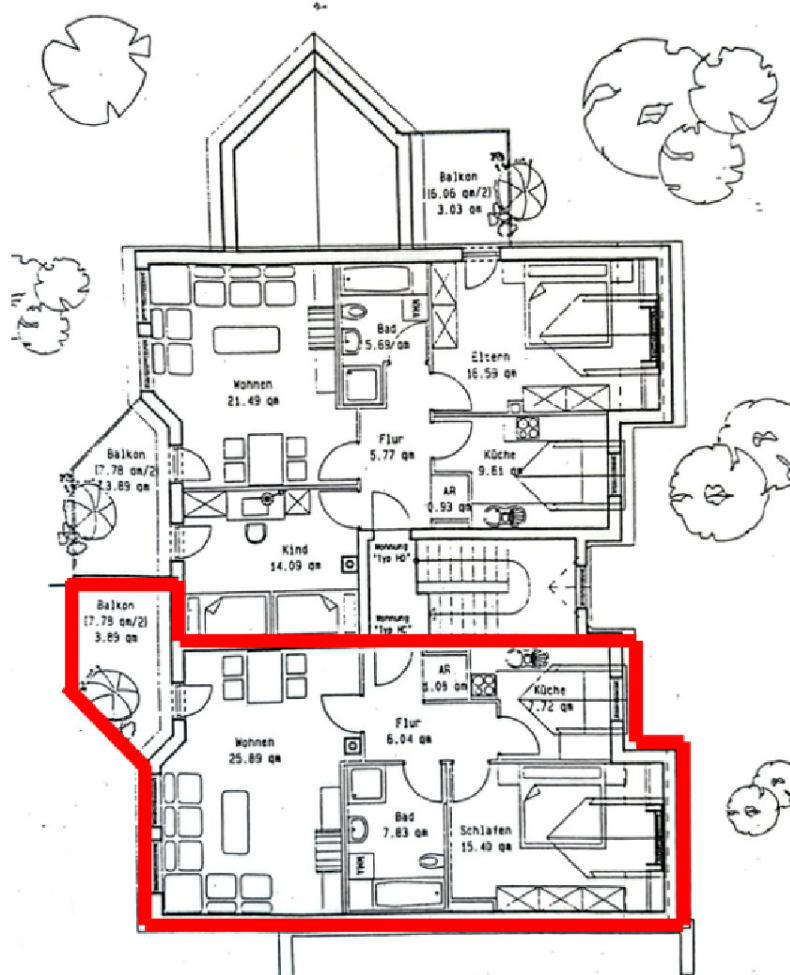 Balkon
(6.06 qm/2)
3.03 qm
Bad
5.69 qm
Eltern
16.59 qm
Wohnen
21.49 qm
Flur
5.77 qm
Küche
9.61 qm
Balkon
(7.78 qm/2)
3.89 qm
AR
0.93 qm
Kind
14.09 qm
Wohnung
"Typ HD"
Wohnung
"Typ HC"
Balkon
(7.78 qm/2)
3.89 qm
AR
Küche
7.72 qm
Flur
6.04 qm
Wohnen
25.89 qm
Bad
7.83 qm
Schlafen
15.40 qm